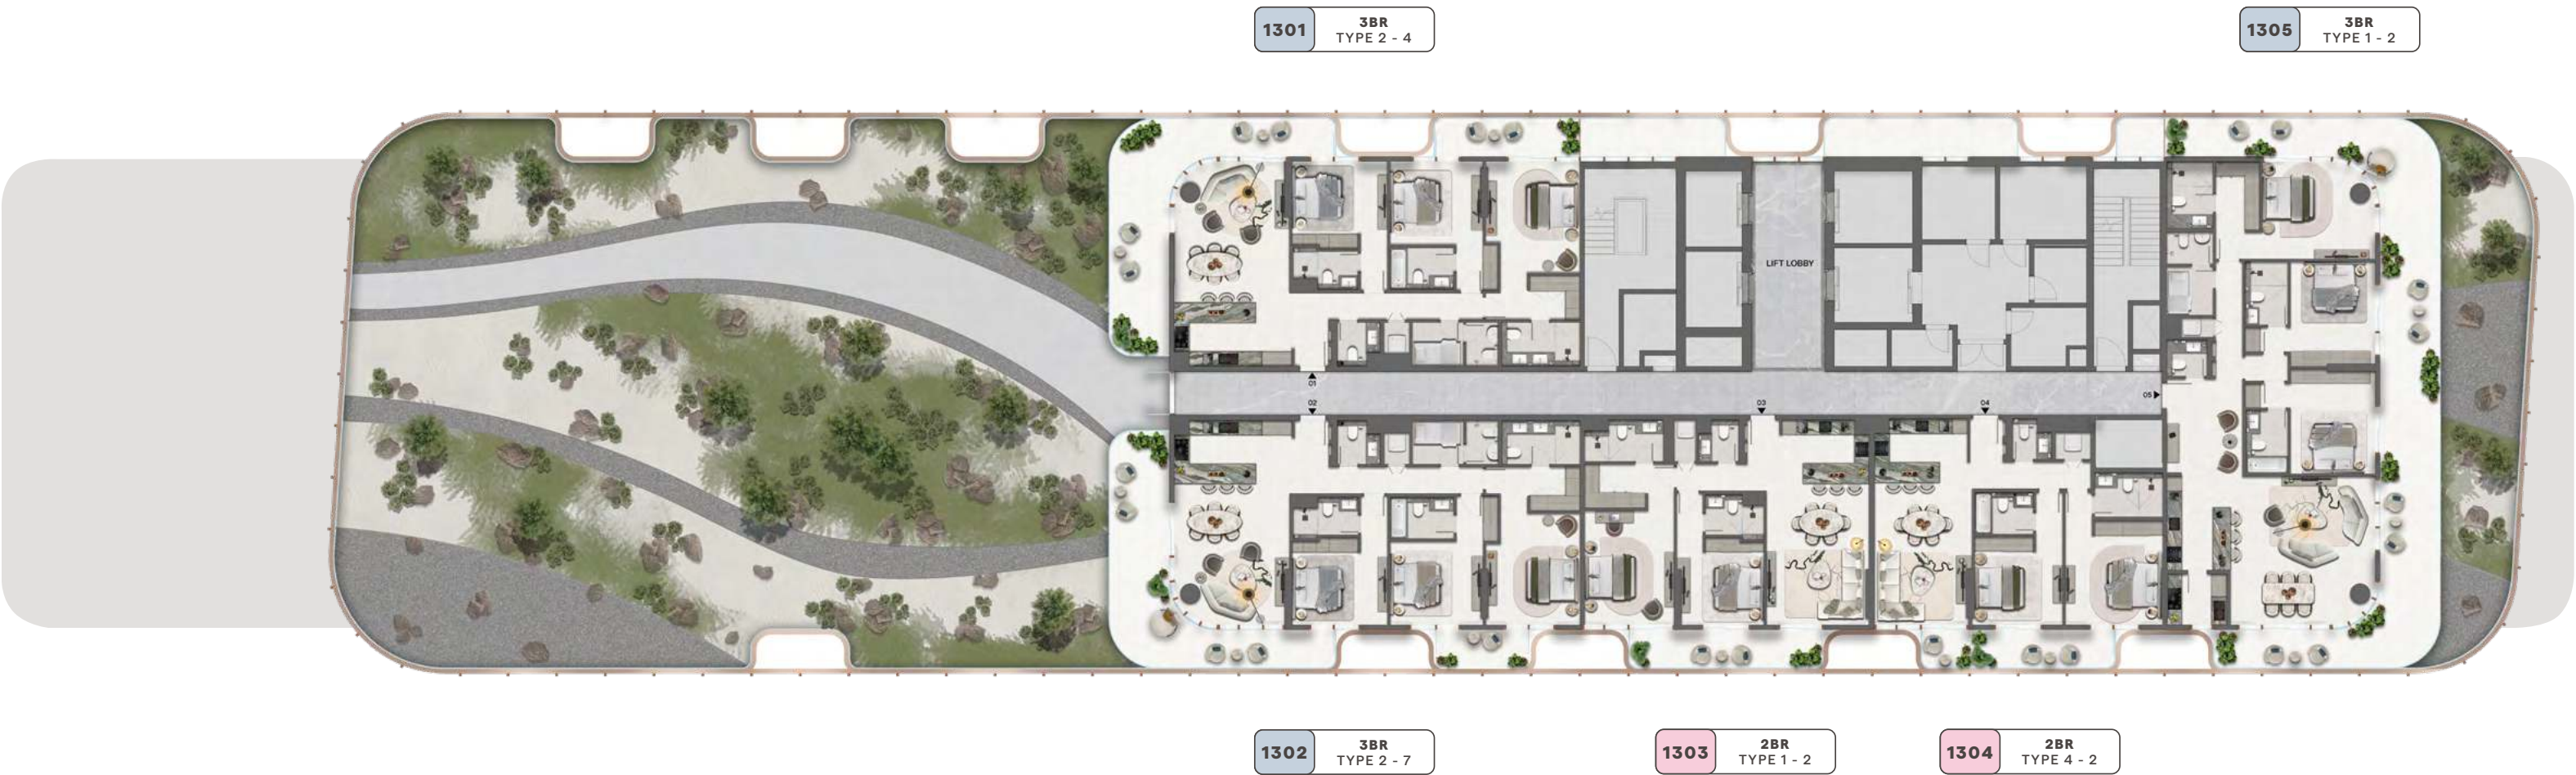 1301
3BR
TYPE 2 - 4
1305
3BR
TYPE 1 - 2
LIFT LOBBY
01
02
03
04
05
1302
3BR
TYPE 2 - 7
1303
2BR
TYPE 1 - 2
1304
2BR
TYPE 4 - 2